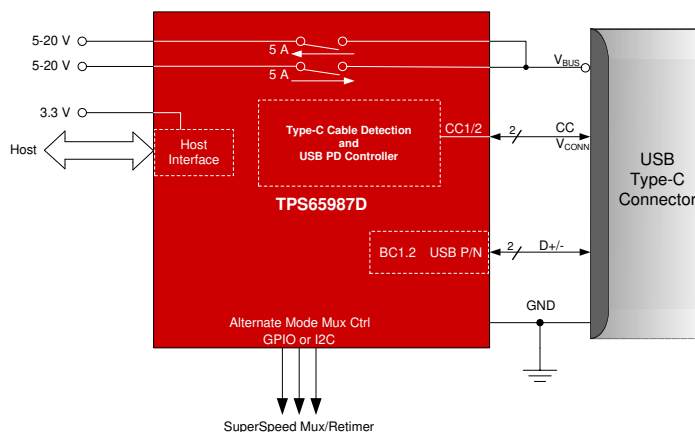 5-20 V
5 A
5-20 V
5 A
VBUS
3.3 V
Host
Host
Interface
Type-C Cable Detection
and
USB PD Controller
CC1/2
2
CC
VCONN
USB
Type-C
Connector
TPS65987D
BC1.2 USB P/N
2
D+/-
GND
Alternate Mode Mux Ctrl
GPIO or I2C
SuperSpeed Mux/Retimer